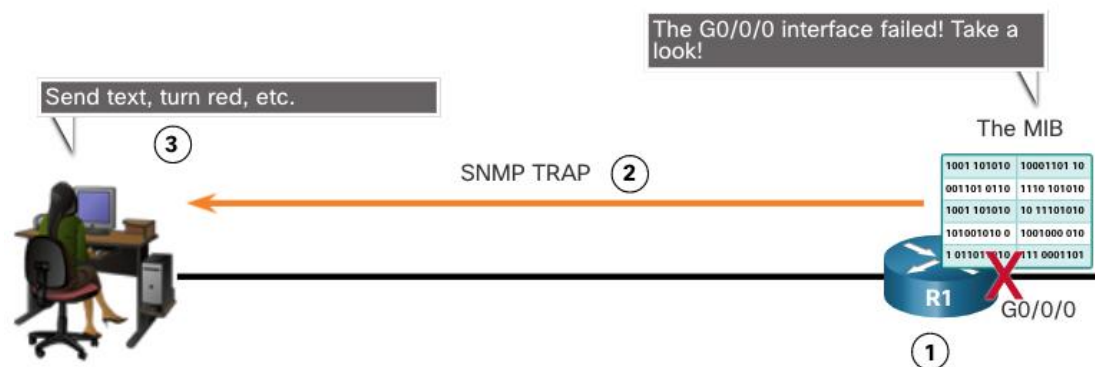 The G0/0/0 interface failed! Take a
look!
Send text, turn red, etc.
3
The MIB
SNMP TRAP 2
1001 101010 10001101 10
001101 0110 1110 101010
1001 101010 10 11101010
101001010 0 1001000 010
111 0001101
R1
G0/0/0
1